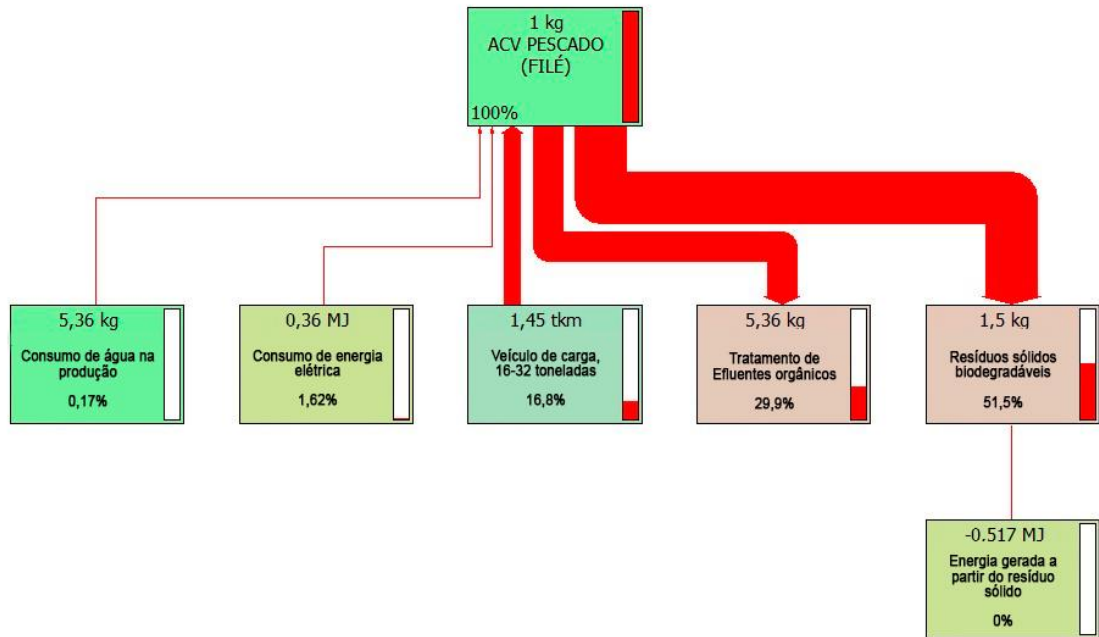 1 kg
ACV PESCADO
(FILÉ)
100%
5,36 kg
Consumo de água na
produção
0,17%
0,36 MJ
Consumo de energia
elétrica
1,62%
1,45 tkm
Veículo de carga,
16-32 toneladas
16,8%
5,36 kg
Tratamento de
Efluentes orgânicos
29,9%
1,5 kg
Resíduos sólidos
biodegradáveis
51,5%
-0.517 MJ
Energia gerada a
partir do resíduo
sólido
0%